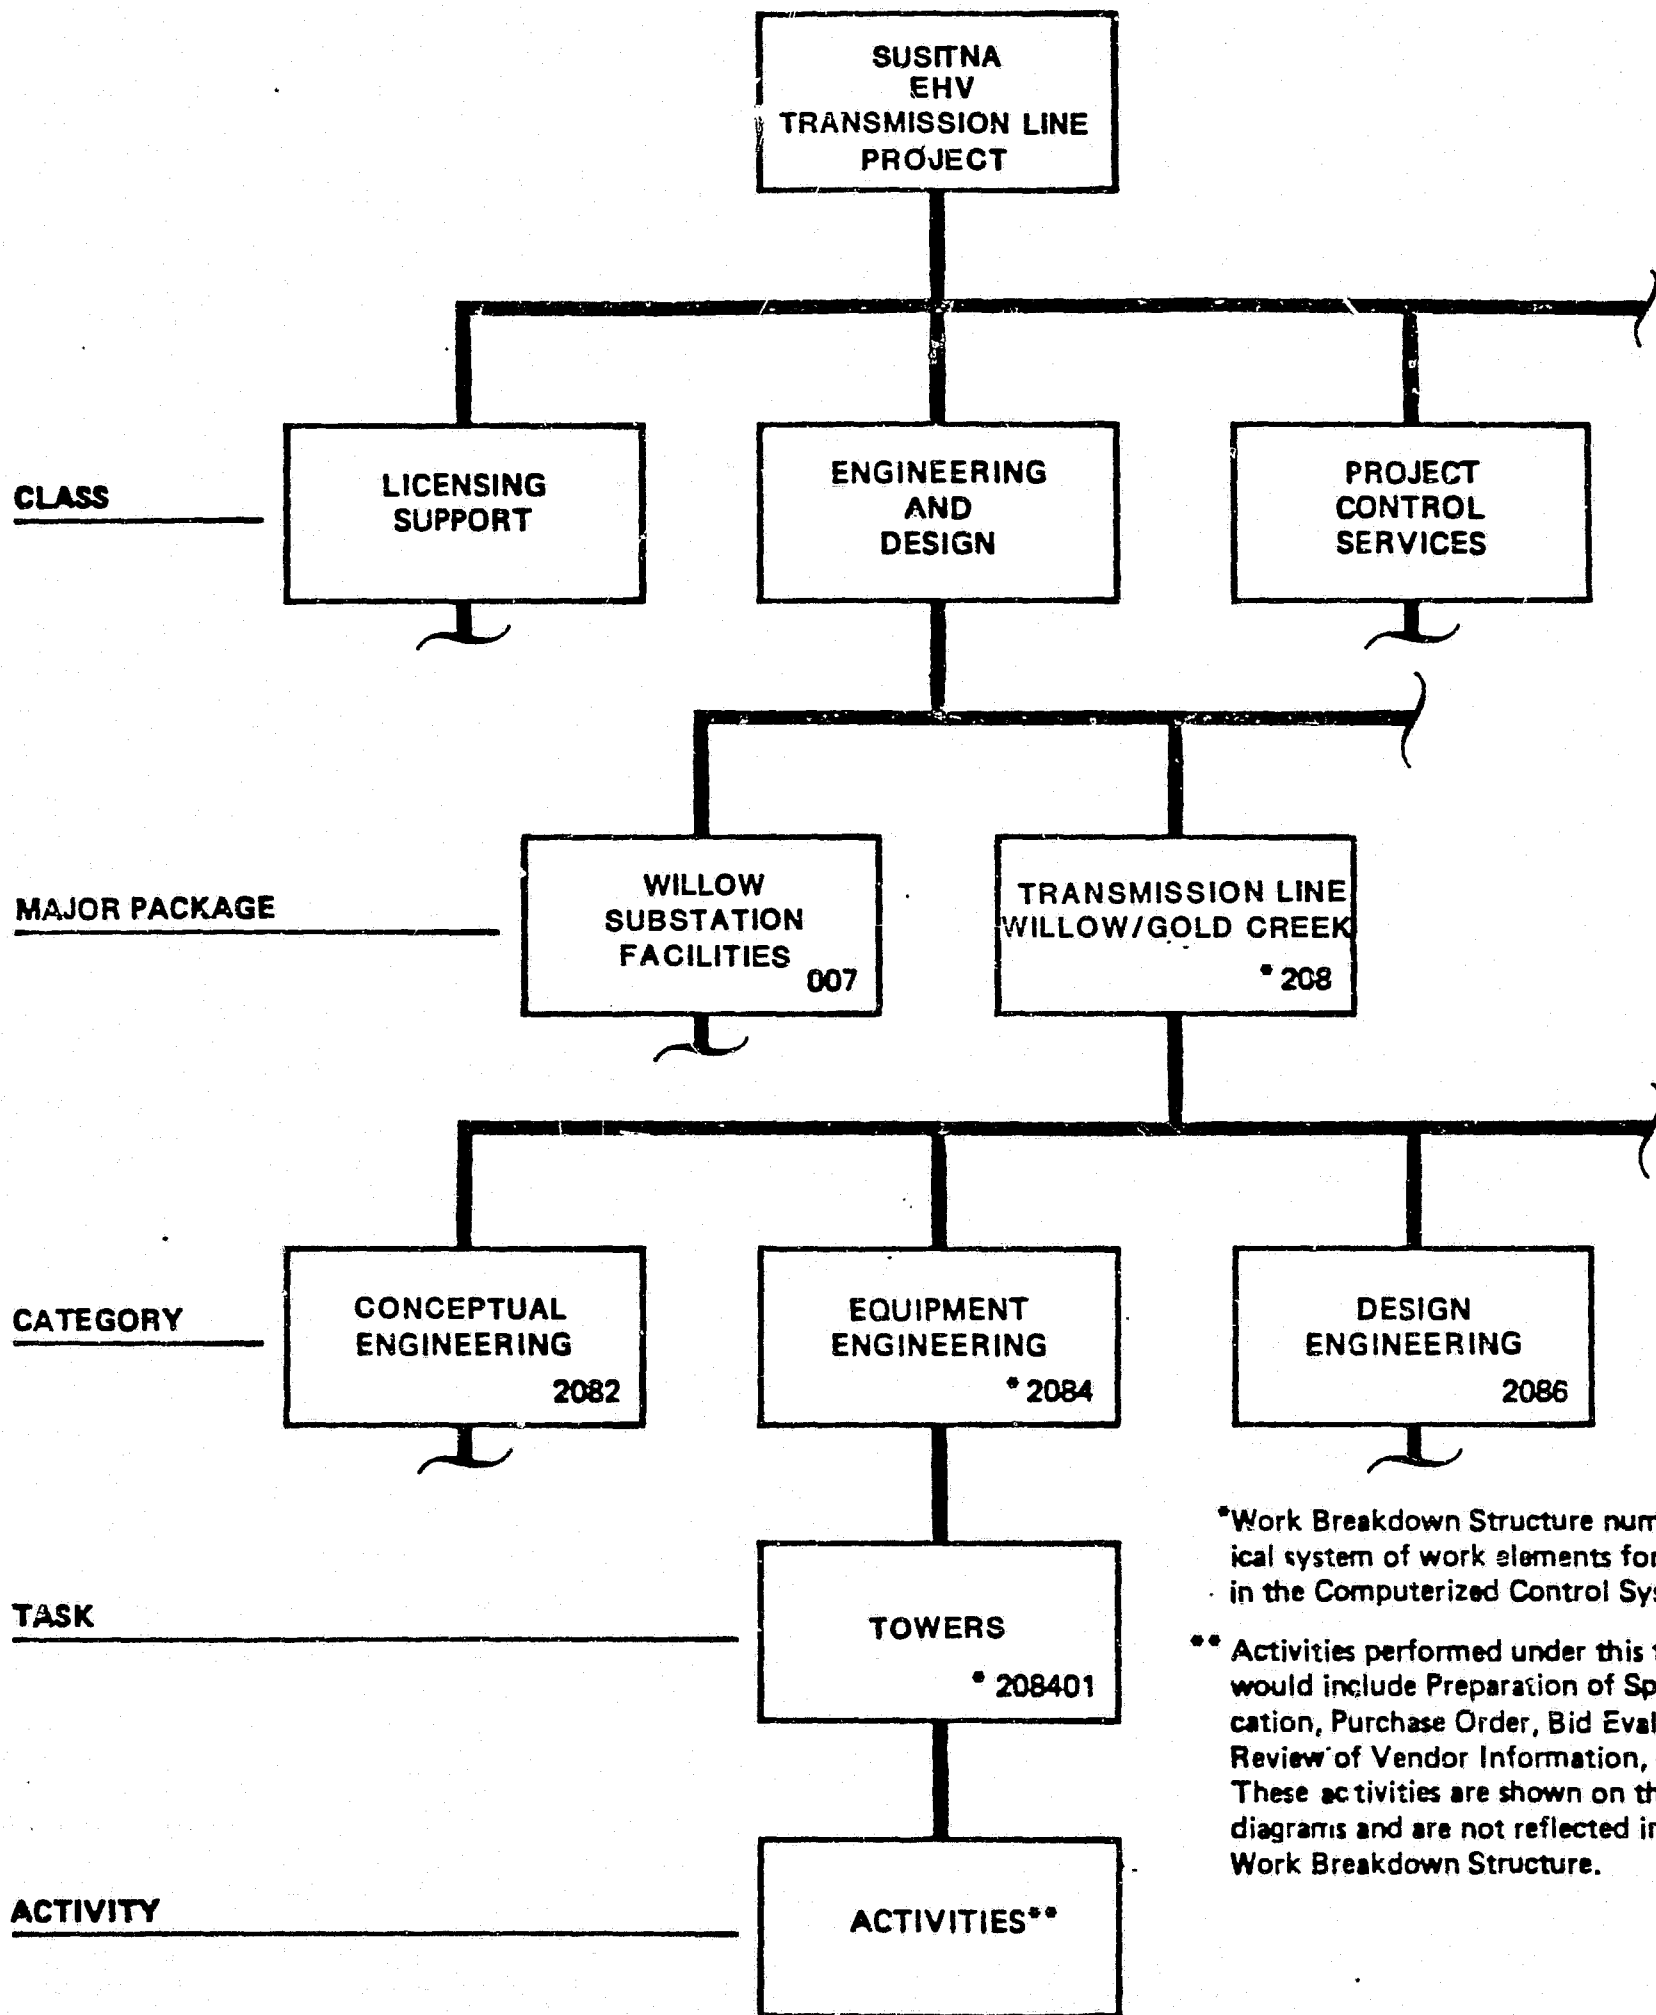 SUSITNA
EHV
TRANSMISSION LINE
PROJECT
CLASS
LICENSING
SUPPORT
ENGINEERING
AND
DESIGN
PROJECT
CONTROL
SERVICES
MAJOR PACKAGE
WILLOW
SUBSTATION
FACILITIES
007
TRANSMISSION LINE
WILLOW/GOLD CREEK
* 208
CATEGORY
CONCEPTUAL
ENGINEERING
2082
EQUIPMENT
ENGINEERING
* 2084
DESIGN
ENGINEERING
2086
TASK
TOWERS
* 208401
*Work Breakdown Structure num
ical system of work elements for
in the Computerized Control Sys
** Activities performed under this
would include Preparation of Sp
cation, Purchase Order, Bid Eval
Review of Vendor Information,
These activities are shown on th
diagrams and are not reflected in
Work Breakdown Structure.
ACTIVITY
ACTIVITIES**